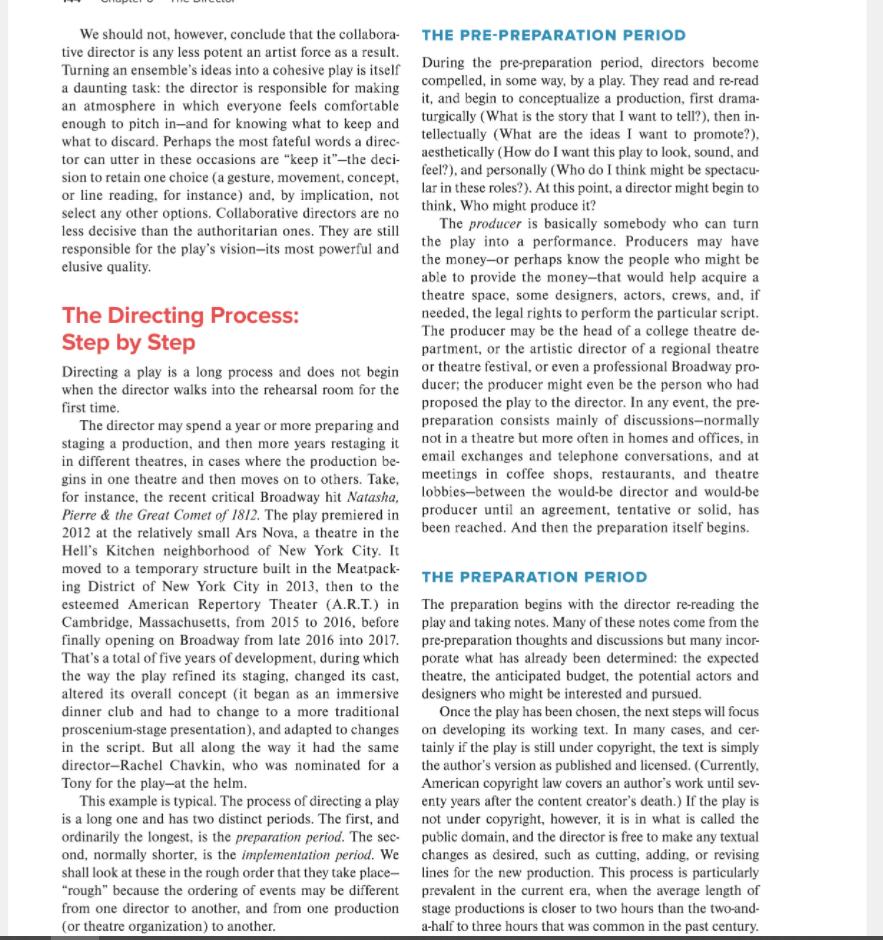 We should not, however, conclude that the collabora-
tive director is any less potent an artist force as a result.
Turning an ensemble's ideas into a cohesive play is itself
a daunting task: the director is responsible for making
an atmosphere in which everyone feels comfortable
enough to pitch in—and for knowing what to keep and
what to discard. Perhaps the most fateful words a direc-
tor can utter in these occasions are “keep it”—the deci-
sion to retain one choice (a gesture, movement, concept,
or line reading, for instance) and, by implication, not
select any other options. Collaborative directors are no
less decisive than the authoritarian ones. They are still
responsible for the play's vision—its most powerful and
elusive quality.
The Directing Process:
Step by Step
Directing a play is a long process and does not begin
when the director walks into the rehearsal room for the
first time.
The director may spend a year or more preparing and
staging a production, and then more years restaging it
in different theatres, in cases where the production be-
gins in one theatre and then moves on to others. Take,
for instance, the recent critical Broadway hit Natasha,
Pierre & the Great Comet of 1812. The play premiered in
2012 at the relatively small Ars Nova, a theatre in the
Hell's Kitchen neighborhood of New York City. It
moved to a temporary structure built in the Meatpack-
ing District of New York City in 2013, then to the
esteemed American Repertory Theater (A.R.T.) in
Cambridge, Massachusetts, from 2015 to 2016, before
finally opening on Broadway from late 2016 into 2017.
That's a total of five years of development, during which
the way the play refined its staging, changed its cast,
altered its overall concept (it began as an immersive
dinner club and had to change to a more traditional
proscenium-stage presentation), and adapted to changes
in the script. But all along the way it had the same
director—Rachel Chavkin, who was nominated for a
Tony for the play—at the helm.
This example is typical. The process of directing a play
is a long one and has two distinct periods. The first, and
ordinarily the longest, is the preparation period. The sec-
ond, normally shorter, is the implementation period. We
shall look at these in the rough order that they take place—
“rough” because the ordering of events may be different
from one director to another, and from one production
(or theatre organization) to another.
THE PRE-PREPARATION PERIOD
During the pre-preparation period, directors become
compelled, in some way, by a play. They read and re-read
it, and begin to conceptualize a production, first drama-
turgically (What is the story that I want to tell?), then in-
tellectually (What are the ideas I want to promote?),
aesthetically (How do I want this play to look, sound, and
feel?), and personally (Who do I think might be spectacu-
lar in these roles?). At this point, a director might begin to
think, Who might produce it?
The producer is basically somebody who can turn
the play into a performance. Producers may have
the money—or perhaps know the people who might be
able to provide the money—that would help acquire a
theatre space, some designers, actors, crews, and, if
needed, the legal rights to perform the particular script.
The producer may be the head of a college theatre de-
partment, or the artistic director of a regional theatre
or theatre festival, or even a professional Broadway pro-
ducer; the producer might even be the person who had
proposed the play to the director. In any event, the pre-
preparation consists mainly of discussions—normally
not in a theatre but more often in homes and offices, in
email exchanges and telephone conversations, and at
meetings in coffee shops, restaurants, and theatre
lobbies—between the would-be director and would-be
producer until an agreement, tentative or solid, has
been reached. And then the preparation itself begins.
THE PREPARATION PERIOD
The preparation begins with the director re-reading the
play and taking notes. Many of these notes come from the
pre-preparation thoughts and discussions but many incor-
porate what has already been determined: the expected
theatre, the anticipated budget, the potential actors and
designers who might be interested and pursued.
Once the play has been chosen, the next steps will focus
on developing its working text. In many cases, and cer-
tainly if the play is still under copyright, the text is simply
the author's version as published and licensed. (Currently,
American copyright law covers an author's work until sev-
enty years after the content creator's death.) If the play is
not under copyright, however, it is in what is called the
public domain, and the director is free to make any textual
changes as desired, such as cutting, adding, or revising
lines for the new production. This process is particularly
prevalent in the current era, when the average length of
stage productions is closer to two hours than the two-and-
a-half to three hours that was common in the past century.